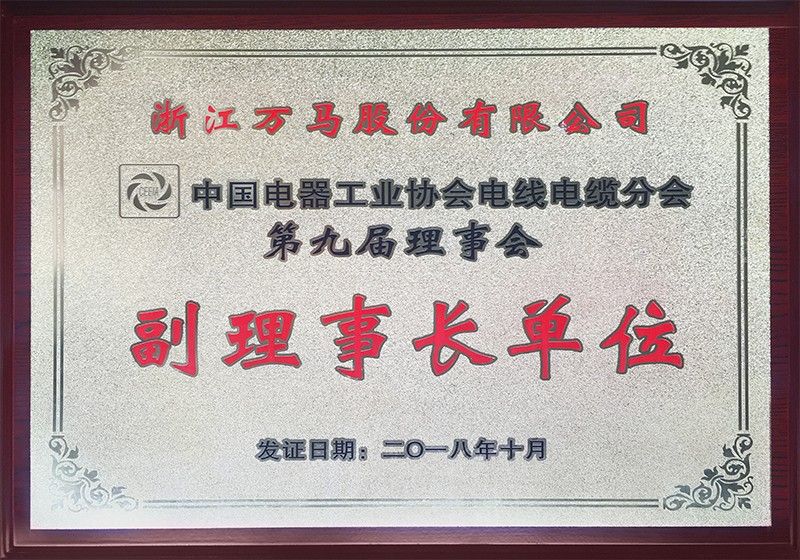 浙江万马股份有限公司
CEEIA 中国电器工业协会电线电缆分会
第九届理事会
副理事长单位
发证日期：二〇一八年十月